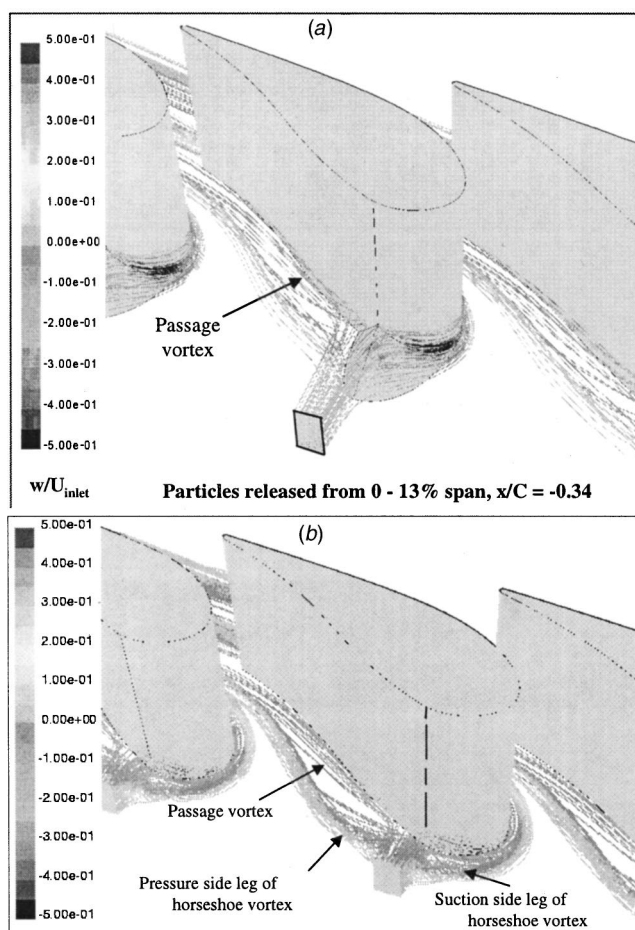 (a)
5.00e-01
4.00e-01
3.00e-01
2.00e-01
1.00e-01
0.00e+00
-1.00e-01
-2.00e-01
-3.00e-01
-4.00e-01
-5.00e-01
Passage
vortex
w/Uinlet
Particles released from 0 - 13% span, x/C = -0.34
(b)
5.00e-01
4.00e-01
3.00e-01
2.00e-01
1.00e-01
0.00e+00
-1.00e-01
-2.00e-01
-3.00e-01
-4.00e-01
-5.00e-01
Passage vortex
Pressure side leg of
horseshoe vortex
Suction side leg of
horseshoe vortex